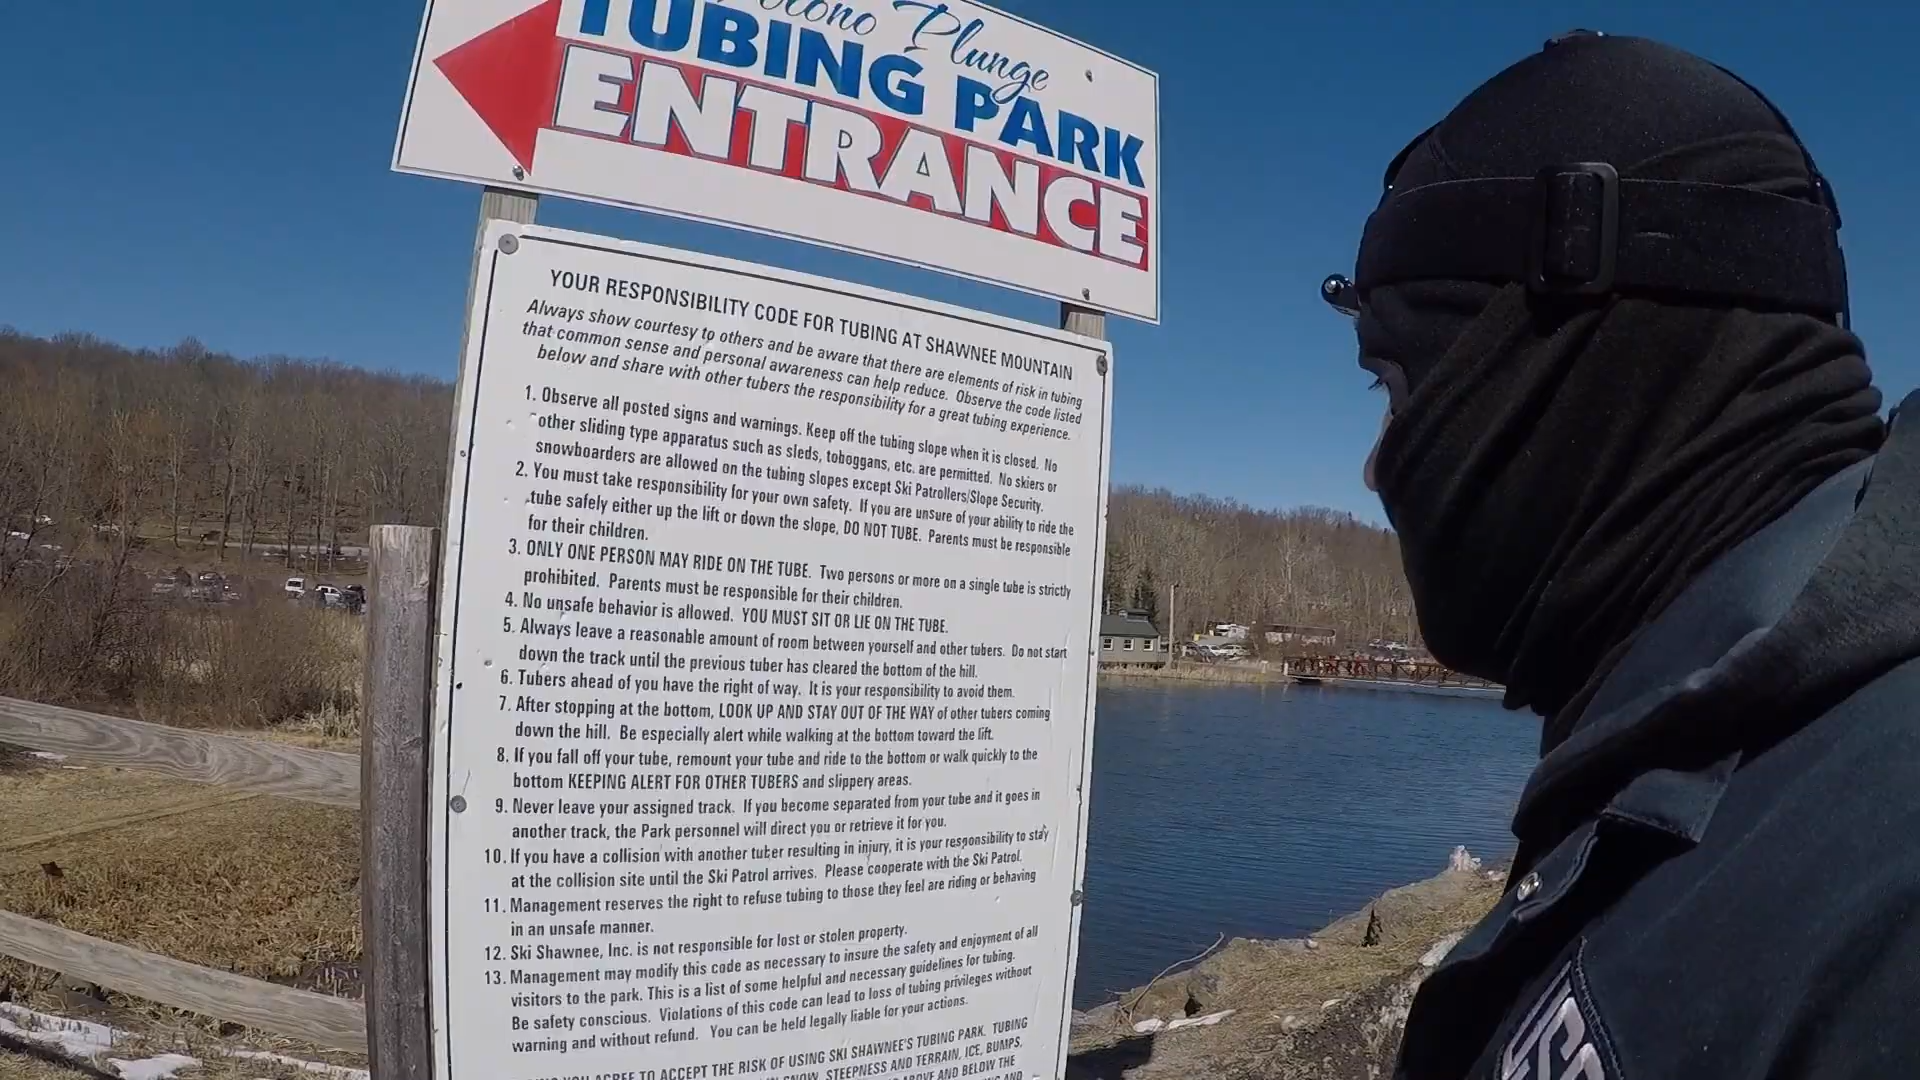 Plunge
TUBING PARK
ENTRANCE
YOUR RESPONSIBILITY CODE FOR TUBING AT SHAWNEE MOUNTAIN
Always show courtesy to others and be aware that there are elements of risk in tubing
that common sense and personal awareness can help reduce. Observe the code listed
below and share with other tubers the responsibility for a great tubing experience.
1. Observe all posted signs and warnings. Keep off the tubing slope when it is closed. No
other sliding type apparatus such as sleds, toboggans, etc. are permitted. No skiers or
snowboarders are allowed on the tubing slopes except Ski Patrollers/Slope Security.
2. You must take responsibility for your own safety. If you are unsure of your ability to ride the
tube safely either up the lift or down the slope, DO NOT TUBE. Parents must be responsible
for their children.
3. ONLY ONE PERSON MAY RIDE ON THE TUBE. Two persons or more on a single tube is strictly
prohibited. Parents must be responsible for their children.
4. No unsafe behavior is allowed. YOU MUST SIT OR LIE ON THE TUBE.
5. Always leave a reasonable amount of room between yourself and other tubers. Do not start
down the track until the previous tuber has cleared the bottom of the hill.
6. Tubers ahead of you have the right of way. It is your responsibility to avoid them.
7. After stopping at the bottom, LOOK UP AND STAY OUT OF THE WAY of other tubers coming
down the hill. Be especially alert while walking at the bottom toward the lift.
8. If you fall off your tube, remount your tube and ride to the bottom or walk quickly to the
bottom KEEPING ALERT FOR OTHER TUBERS and slippery areas.
9. Never leave your assigned track. If you become separated from your tube and it goes in
another track, the Park personnel will direct you or retrieve it for you.
10. If you have a collision with another tuber resulting in injury, it is your responsibility to stay
at the collision site until the Ski Patrol arrives. Please cooperate with the Ski Patrol.
11. Management reserves the right to refuse tubing to those they feel are riding or behaving
in an unsafe manner.
12. Ski Shawnee, Inc. is not responsible for lost or stolen property.
13. Management may modify this code as necessary to insure the safety and enjoyment of all
visitors to the park. This is a list of some helpful and necessary guidelines for tubing.
Be safety conscious. Violations of this code can lead to loss of tubing privileges without
warning and without refund. You can be held legally liable for your actions.
YOU AGREE TO ACCEPT THE RISK OF USING SKI SHAWNEE'S TUBING PARK. TUBING
SNOW, STEEPNESS AND TERRAIN, ICE, BUMPS,
ABOVE AND BELOW THE
AND